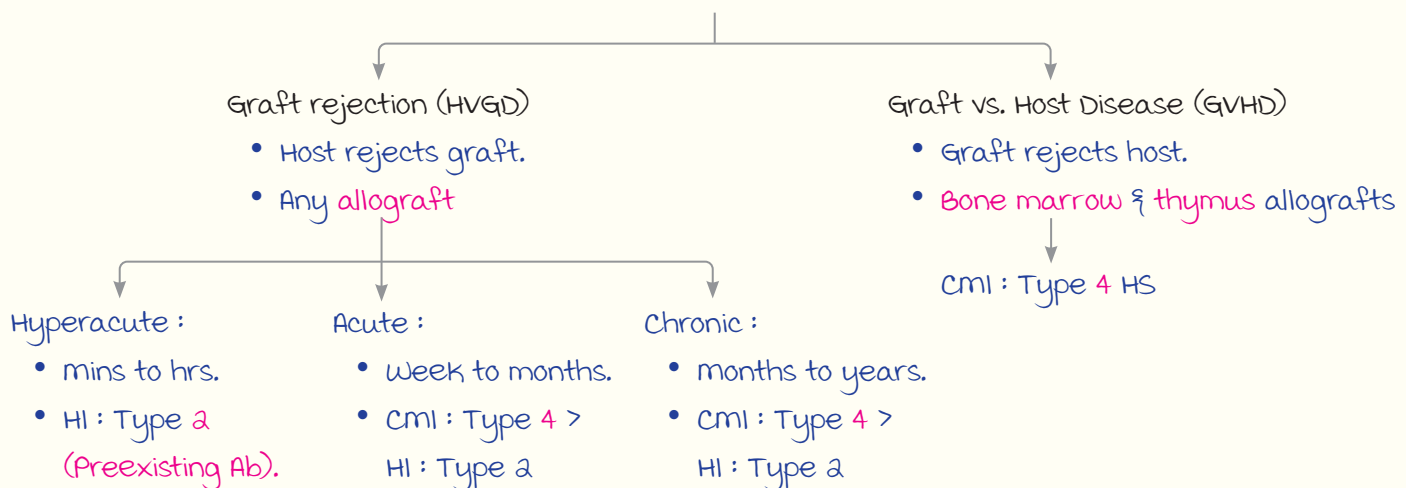 Graft rejection (HVGD)
• Host rejects graft.
• Any allograft
Graft vs. Host Disease (GVHD)
• Graft rejects host.
• Bone marrow & thymus allografts
CMI : Type 4 HS
Hyperacute :
• mins to hrs.
• HI : Type 2
(Preexisting Ab).
Acute :
• Week to months.
• CMI : Type 4 >
HI : Type 2
Chronic :
• months to years.
• CMI : Type 4 >
HI : Type 2